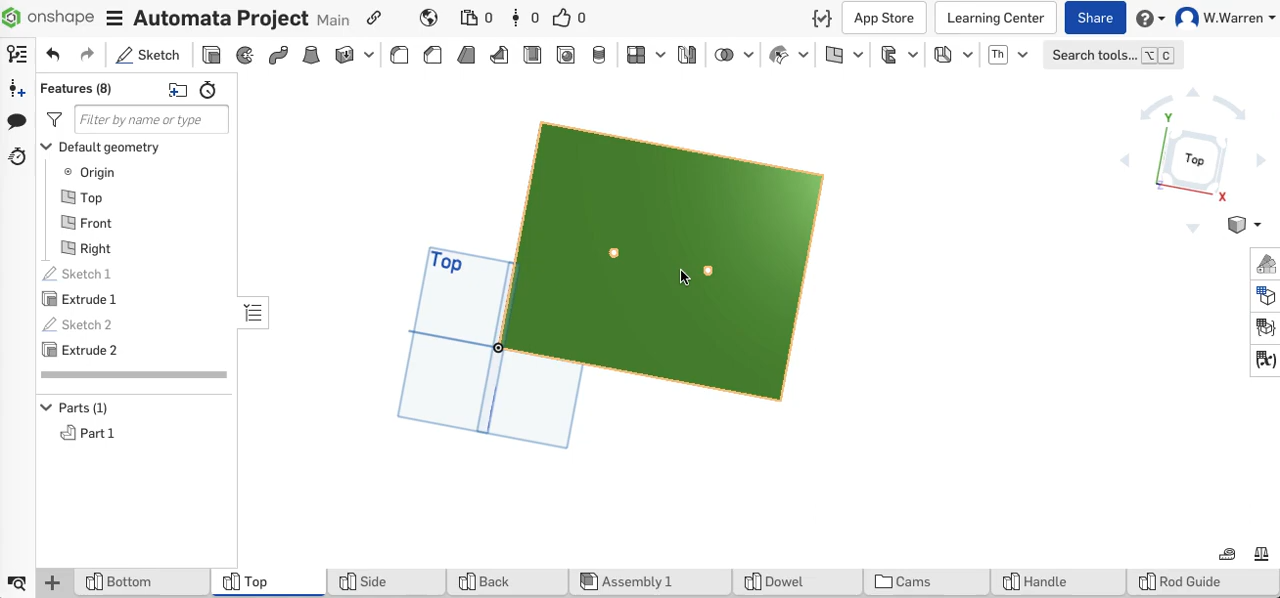 onshape Automata Project Main 0 0 0 App Store Learning Center Share W.Warren
Sketch Th Search tools... ⌥ C
Features (8)
Filter by name or type
Default geometry
Origin
Top
Front
Right
Sketch 1
Extrude 1
Sketch 2
Extrude 2
Parts (1)
Part 1
Top
Y
Top
Z
X
(x)
Bottom Top Side Back Assembly 1 Dowel Cams Handle Rod Guide